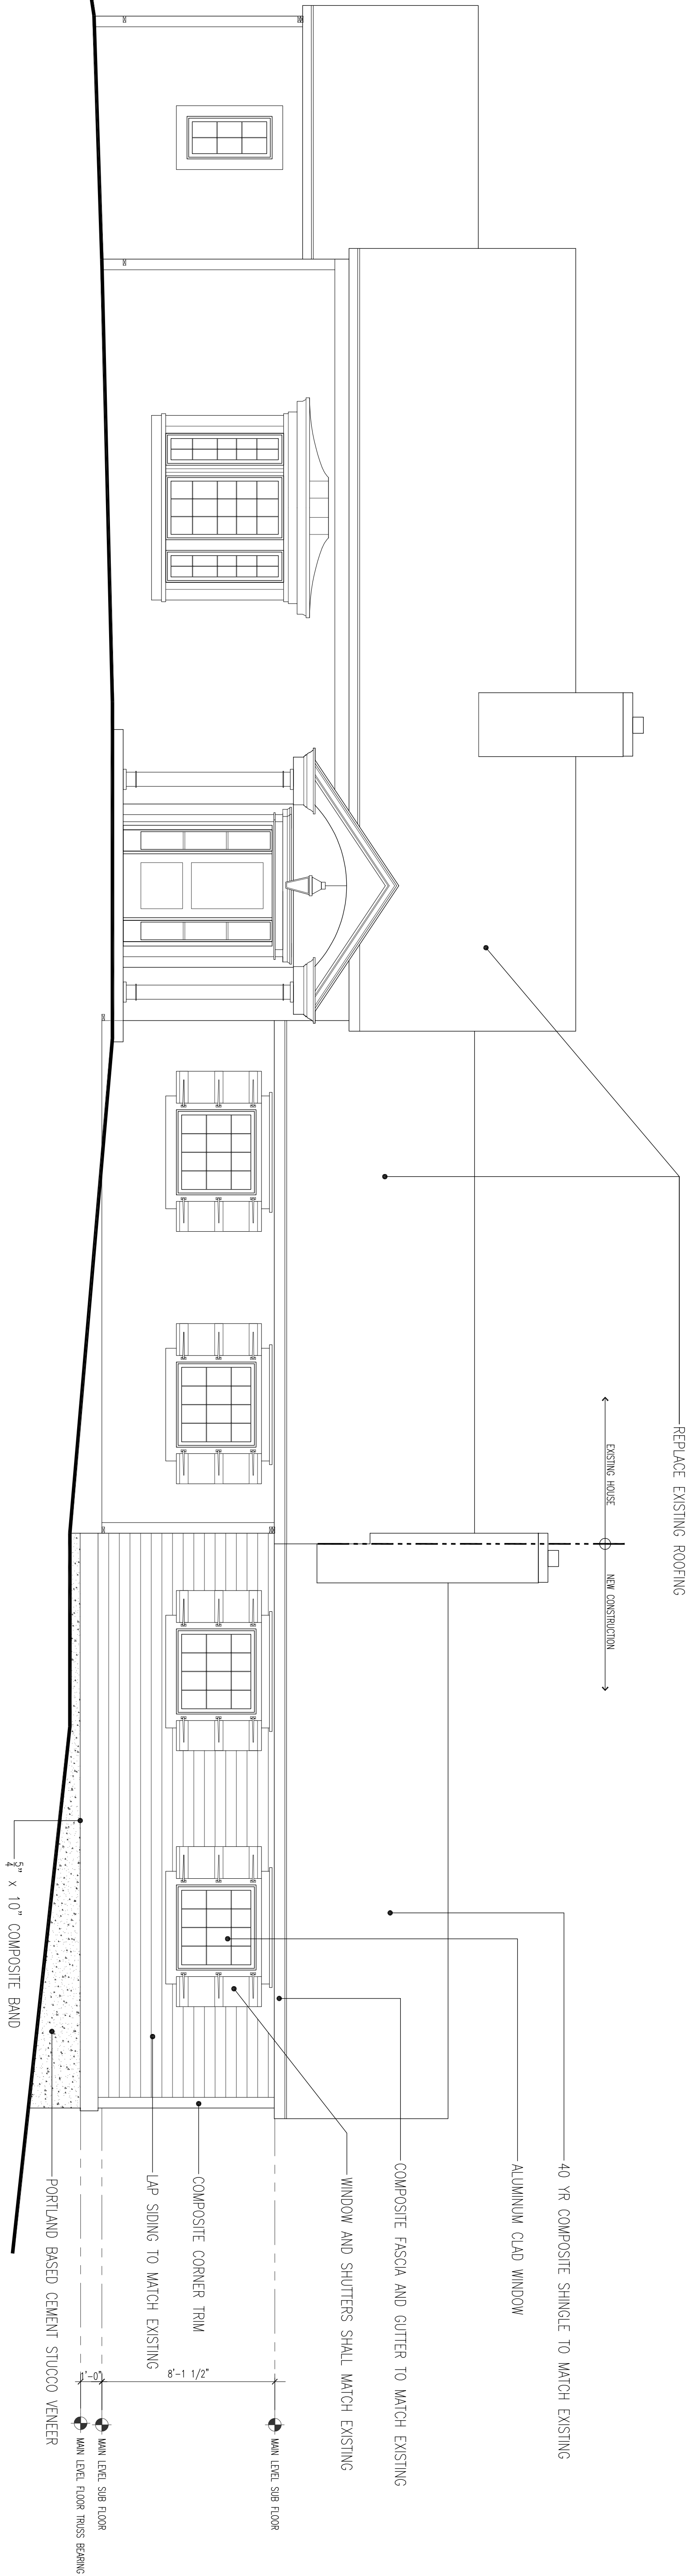 REPLACE EXISTING ROOFING
EXISTING HOUSE
NEW CONSTRUCTION
40 YR COMPOSITE SHINGLE TO MATCH EXISTING
ALUMINUM CLAD WINDOW
COMPOSITE FASCIA AND GUTTER TO MATCH EXISTING
WINDOW AND SHUTTERS SHALL MATCH EXISTING
MAIN LEVEL SUB FLOOR
8'-1 1/2"
COMPOSITE CORNER TRIM
LAP SIDING TO MATCH EXISTING
MAIN LEVEL SUB FLOOR
1'-0"
MAIN LEVEL FLOOR TRUSS BEARING
PORTLAND BASED CEMENT STUCCO VENEER
5/4" x 10" COMPOSITE BAND